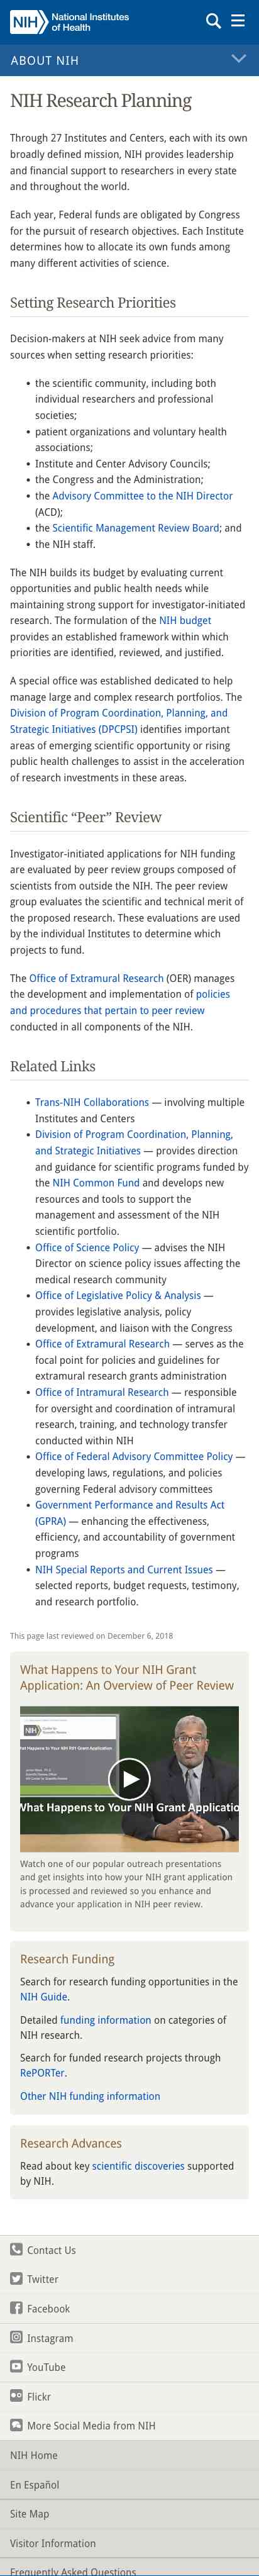 NIH National Institutes
of Health
ABOUT NIH
NIH Research Planning
Through 27 Institutes and Centers, each with its own
broadly defined mission, NIH provides leadership
and financial support to researchers in every state
and throughout the world.
Each year, Federal funds are obligated by Congress
for the pursuit of research objectives. Each Institute
determines how to allocate its own funds among
many different activities of science.
Setting Research Priorities
Decision-makers at NIH seek advice from many
sources when setting research priorities:
• the scientific community, including both
individual researchers and professional
societies;
• patient organizations and voluntary health
associations;
• Institute and Center Advisory Councils;
• the Congress and the Administration;
• the Advisory Committee to the NIH Director
(ACD);
• the Scientific Management Review Board; and
• the NIH staff.
The NIH builds its budget by evaluating current
opportunities and public health needs while
maintaining strong support for investigator-initiated
research. The formulation of the NIH budget
provides an established framework within which
priorities are identified, reviewed, and justified.
A special office was established dedicated to help
manage large and complex research portfolios. The
Division of Program Coordination, Planning, and
Strategic Initiatives (DPCPSI) identifies important
areas of emerging scientific opportunity or rising
public health challenges to assist in the acceleration
of research investments in these areas.
Scientific “Peer” Review
Investigator-initiated applications for NIH funding
are evaluated by peer review groups composed of
scientists from outside the NIH. The peer review
group evaluates the scientific and technical merit of
the proposed research. These evaluations are used
by the individual Institutes to determine which
projects to fund.
The Office of Extramural Research (OER) manages
the development and implementation of policies
and procedures that pertain to peer review
conducted in all components of the NIH.
Related Links
• Trans-NIH Collaborations — involving multiple
Institutes and Centers
• Division of Program Coordination, Planning,
and Strategic Initiatives — provides direction
and guidance for scientific programs funded by
the NIH Common Fund and develops new
resources and tools to support the
management and assessment of the NIH
scientific portfolio.
• Office of Science Policy — advises the NIH
Director on science policy issues affecting the
medical research community
• Office of Legislative Policy & Analysis —
provides legislative analysis, policy
development, and liaison with the Congress
• Office of Extramural Research — serves as the
focal point for policies and guidelines for
extramural research grants administration
• Office of Intramural Research — responsible
for oversight and coordination of intramural
research, training, and technology transfer
conducted within NIH
• Office of Federal Advisory Committee Policy —
developing laws, regulations, and policies
governing Federal advisory committees
• Government Performance and Results Act
(GPRA) — enhancing the effectiveness,
efficiency, and accountability of government
programs
• NIH Special Reports and Current Issues —
selected reports, budget requests, testimony,
and research portfolio.
This page last reviewed on December 6, 2018
What Happens to Your NIH Grant
Application: An Overview of Peer Review
What Happens to Your NIH Grant Applicatio
Watch one of our popular outreach presentations
and get insights into how your NIH grant application
is processed and reviewed so you enhance and
advance your application in NIH peer review.
Research Funding
Search for research funding opportunities in the
NIH Guide.
Detailed funding information on categories of
NIH research.
Search for funded research projects through
RePORTer.
Other NIH funding information
Research Advances
Read about key scientific discoveries supported
by NIH.
Contact Us
Twitter
Facebook
Instagram
YouTube
Flickr
More Social Media from NIH
NIH Home
En Español
Site Map
Visitor Information
Frequently Asked Questions